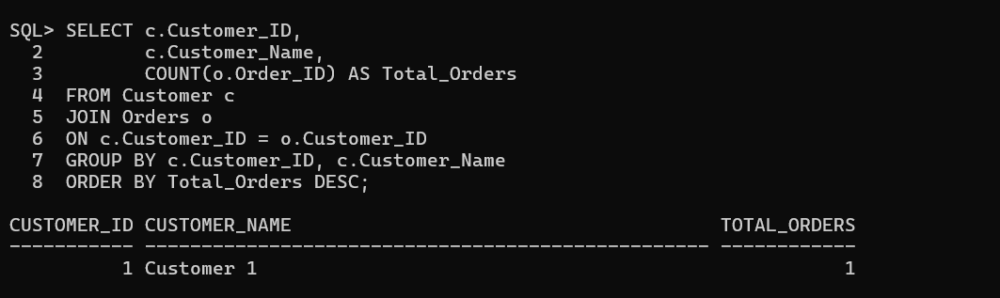 SQL> SELECT c.Customer_ID,
  2         c.Customer_Name,
  3         COUNT(o.Order_ID) AS Total_Orders
  4  FROM Customer c
  5  JOIN Orders o
  6  ON c.Customer_ID = o.Customer_ID
  7  GROUP BY c.Customer_ID, c.Customer_Name
  8  ORDER BY Total_Orders DESC;
CUSTOMER_ID CUSTOMER_NAME                                      TOTAL_ORDERS
----------- -------------------------------------------------- ------------
          1 Customer 1                                                    1